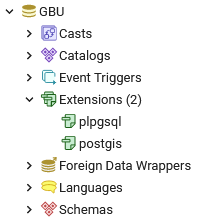 GBU
Casts
Catalogs
Event Triggers
Extensions (2)
plpgsql
postgis
Foreign Data Wrappers
Languages
Schemas